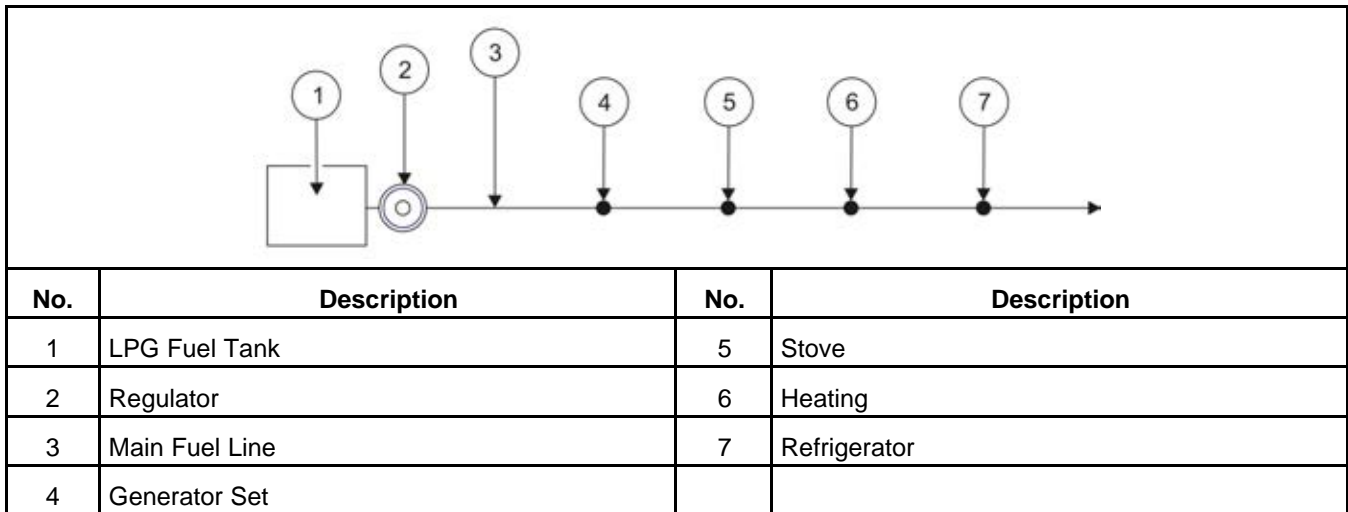 1 2 3 4 5 6 7
No. Description No. Description
1 LPG Fuel Tank 5 Stove
2 Regulator 6 Heating
3 Main Fuel Line 7 Refrigerator
4 Generator Set